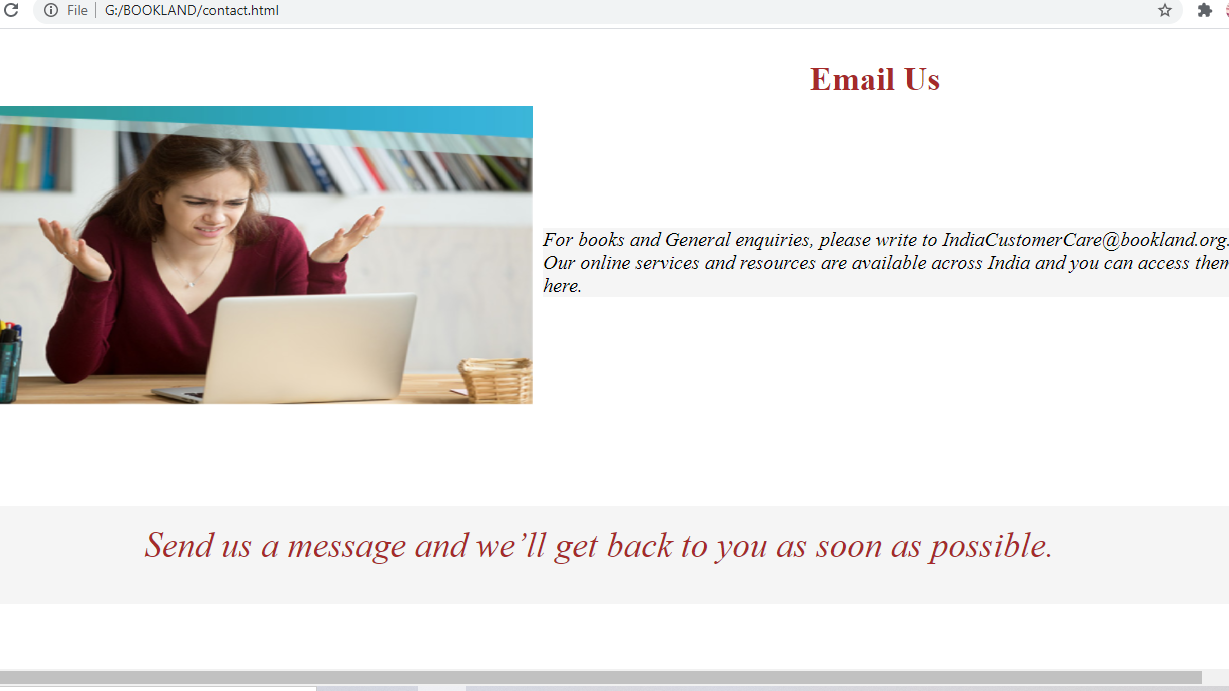 File G:/BOOKLAND/contact.html
Email Us
For books and General enquiries, please write to IndiaCustomerCare@bookland.org.
Our online services and resources are available across India and you can access them
here.
Send us a message and we’ll get back to you as soon as possible.